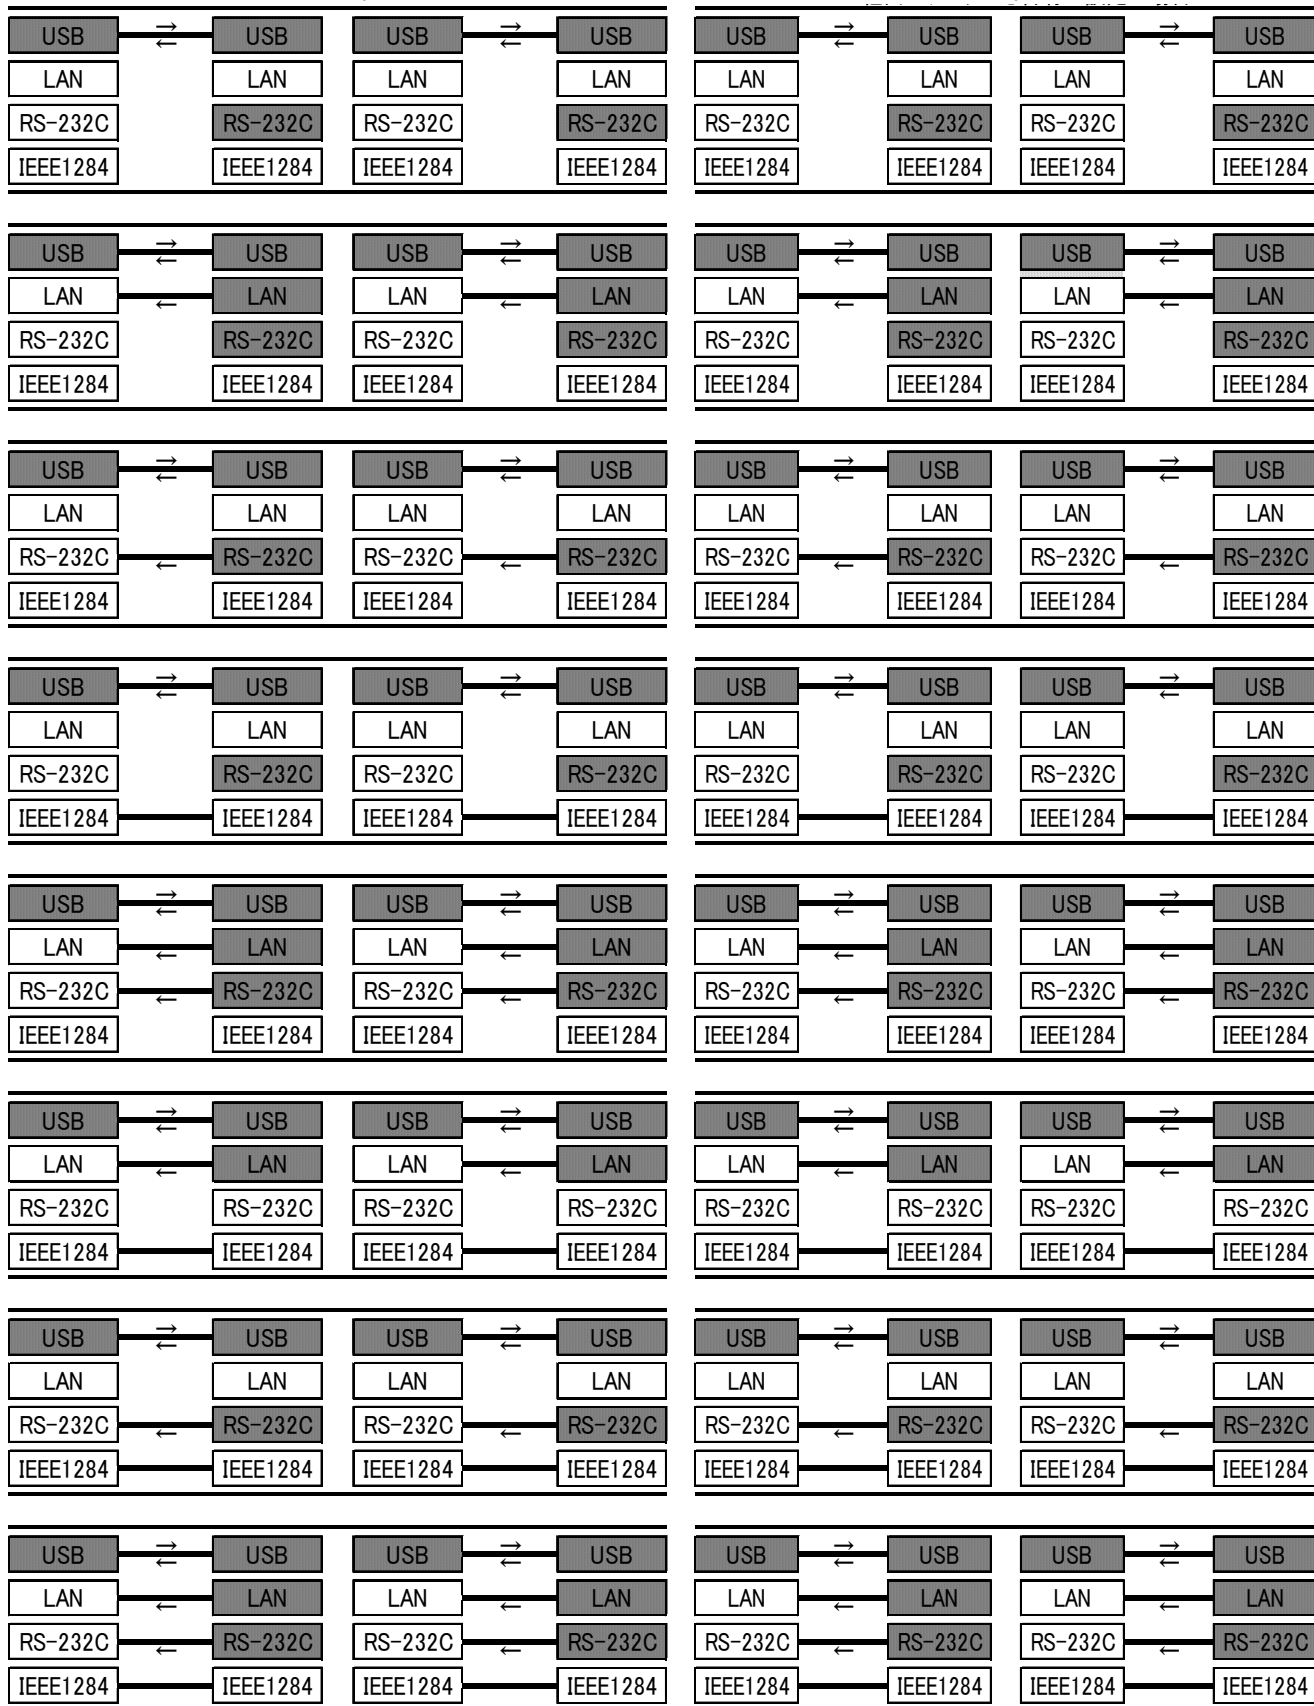 USB → ← USB USB → ← USB USB → ← USB USB → ← USB
LAN LAN LAN LAN LAN LAN LAN LAN
RS-232C RS-232C RS-232C RS-232C RS-232C RS-232C RS-232C RS-232C
IEEE1284 IEEE1284 IEEE1284 IEEE1284 IEEE1284 IEEE1284 IEEE1284 IEEE1284
USB → ← USB USB → ← USB USB → ← USB USB → ← USB
LAN ← LAN LAN ← LAN LAN ← LAN LAN ← LAN
RS-232C RS-232C RS-232C RS-232C RS-232C RS-232C RS-232C RS-232C
IEEE1284 IEEE1284 IEEE1284 IEEE1284 IEEE1284 IEEE1284 IEEE1284 IEEE1284
USB → ← USB USB → ← USB USB → ← USB USB → ← USB
LAN LAN LAN LAN LAN LAN LAN LAN
RS-232C ← RS-232C RS-232C ← RS-232C RS-232C ← RS-232C RS-232C ← RS-232C
IEEE1284 IEEE1284 IEEE1284 IEEE1284 IEEE1284 IEEE1284 IEEE1284 IEEE1284
USB → ← USB USB → ← USB USB → ← USB USB → ← USB
LAN LAN LAN LAN LAN LAN LAN LAN
RS-232C RS-232C RS-232C RS-232C RS-232C RS-232C RS-232C RS-232C
IEEE1284 IEEE1284 IEEE1284 IEEE1284 IEEE1284 IEEE1284 IEEE1284 IEEE1284
USB → ← USB USB → ← USB USB → ← USB USB → ← USB
LAN ← LAN LAN ← LAN LAN ← LAN LAN ← LAN
RS-232C ← RS-232C RS-232C ← RS-232C RS-232C ← RS-232C RS-232C ← RS-232C
IEEE1284 IEEE1284 IEEE1284 IEEE1284 IEEE1284 IEEE1284 IEEE1284 IEEE1284
USB → ← USB USB → ← USB USB → ← USB USB → ← USB
LAN ← LAN LAN ← LAN LAN ← LAN LAN ← LAN
RS-232C RS-232C RS-232C RS-232C RS-232C RS-232C RS-232C RS-232C
IEEE1284 IEEE1284 IEEE1284 IEEE1284 IEEE1284 IEEE1284 IEEE1284 IEEE1284
USB → ← USB USB → ← USB USB → ← USB USB → ← USB
LAN LAN LAN LAN LAN LAN LAN LAN
RS-232C ← RS-232C RS-232C ← RS-232C RS-232C ← RS-232C RS-232C ← RS-232C
IEEE1284 IEEE1284 IEEE1284 IEEE1284 IEEE1284 IEEE1284 IEEE1284 IEEE1284
USB → ← USB USB → ← USB USB → ← USB USB → ← USB
LAN ← LAN LAN ← LAN LAN ← LAN LAN ← LAN
RS-232C ← RS-232C RS-232C ← RS-232C RS-232C ← RS-232C RS-232C ← RS-232C
IEEE1284 IEEE1284 IEEE1284 IEEE1284 IEEE1284 IEEE1284 IEEE1284 IEEE1284